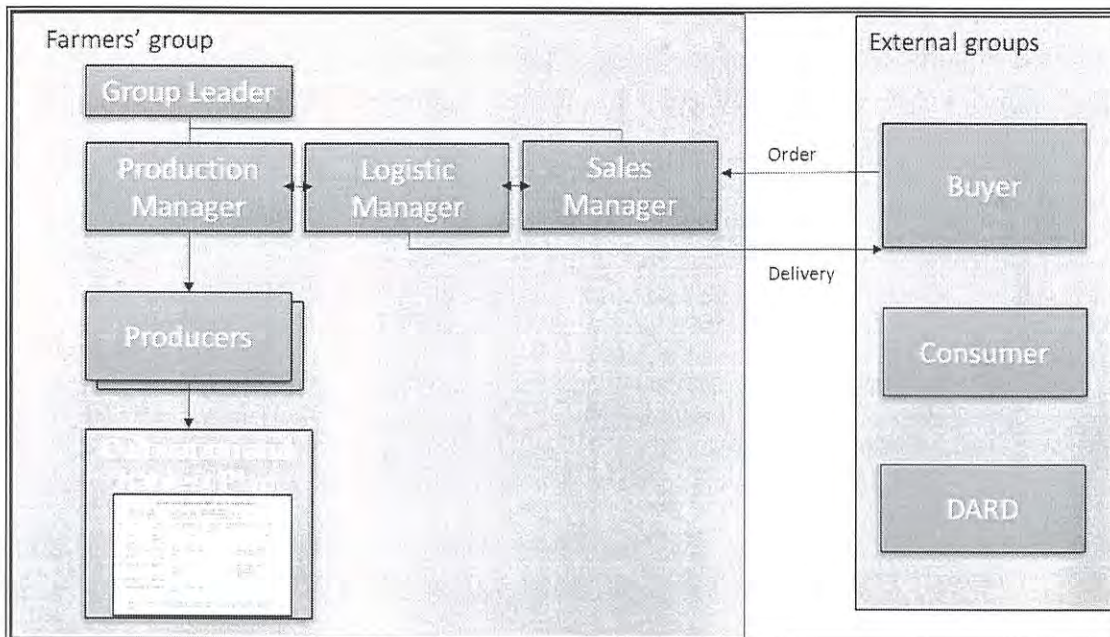 Farmers' group
External groups
Group Leader
Production
Manager
Logistic
Manager
Sales
Manager
Order
Buyer
Delivery
Producers
Consumer
DARD